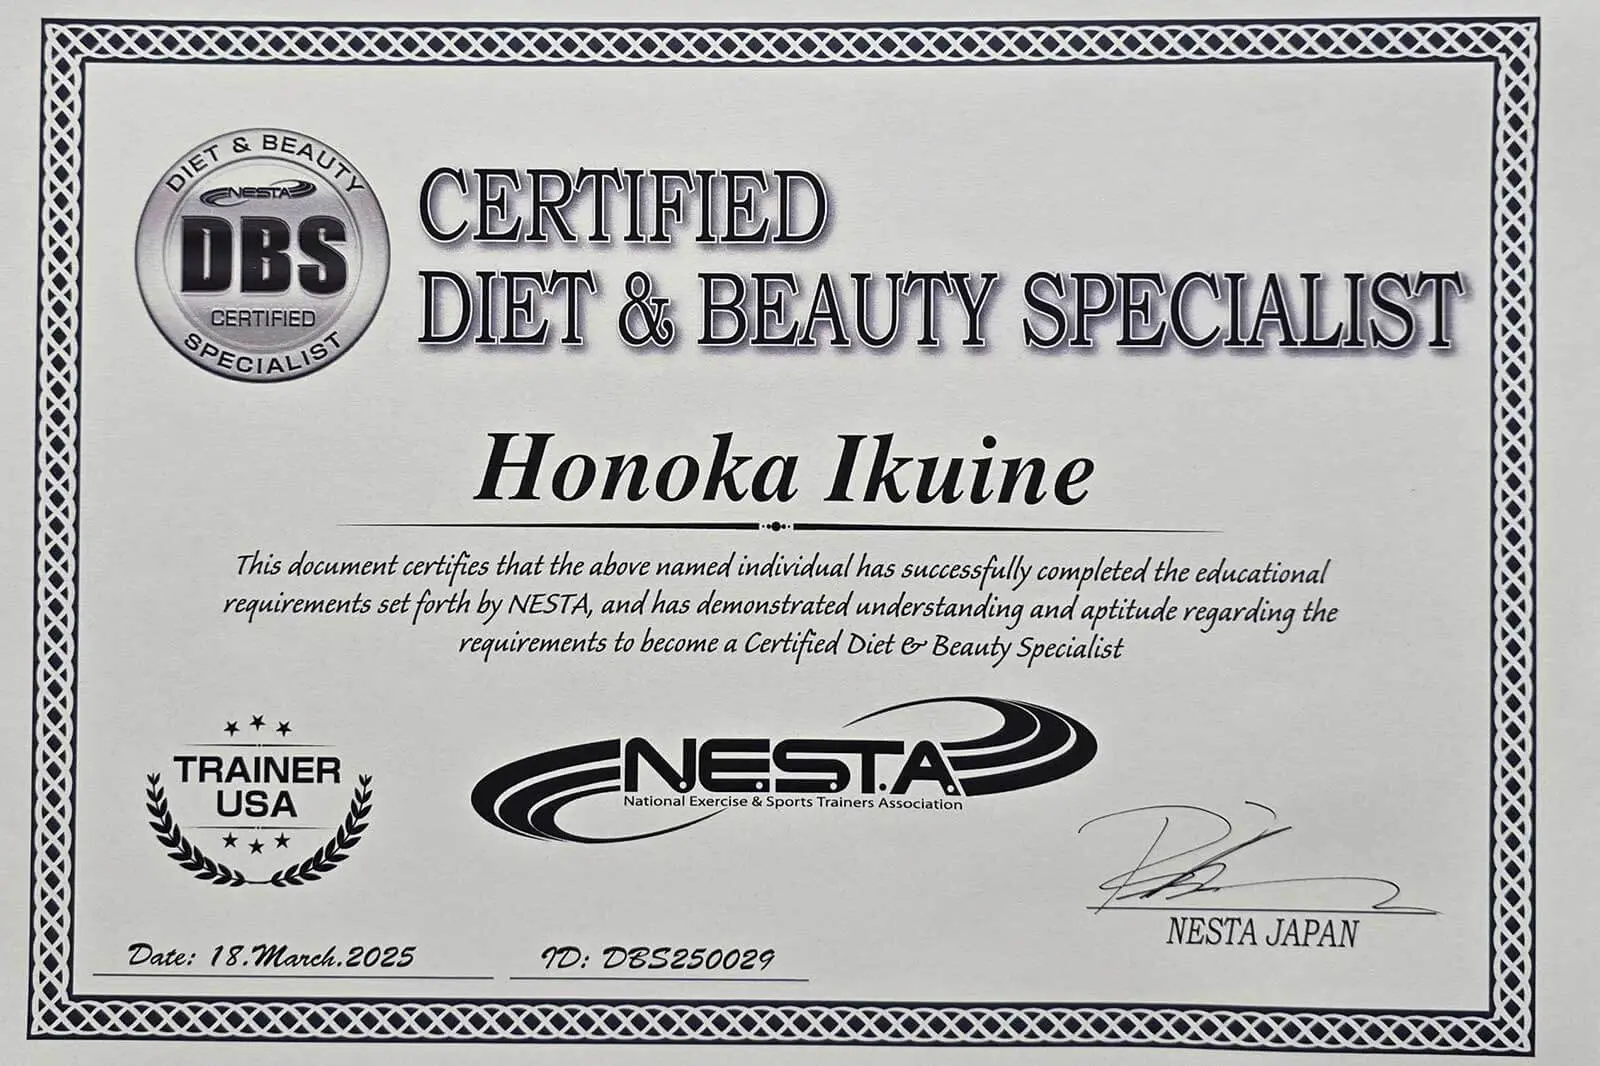 DIET & BEAUTY
NESTA
DBS
CERTIFIED
SPECIALIST
CERTIFIED
DIET & BEAUTY SPECIALIST
Honoka Ikuine
This document certifies that the above named individual has successfully completed the educational
requirements set forth by NESTA, and has demonstrated understanding and aptitude regarding the
requirements to become a Certified Diet & Beauty Specialist
TRAINER
USA
N.E.S.T.A.
National Exercise & Sports Trainers Association
NESTA JAPAN
Date: 18.March.2025
ID: DBS250029